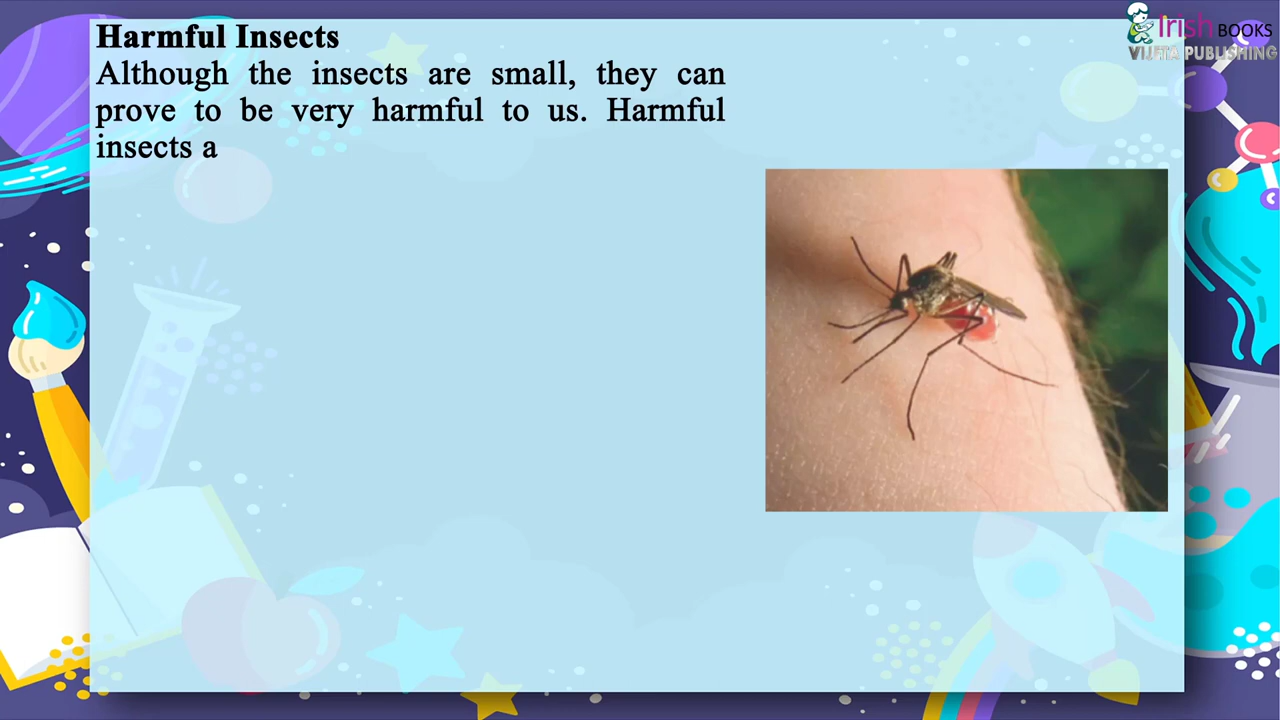 Harmful Insects
Although the insects are small, they can
prove to be very harmful to us. Harmful
insects a
Irish BOOKS
VIJETA PUBLISHING